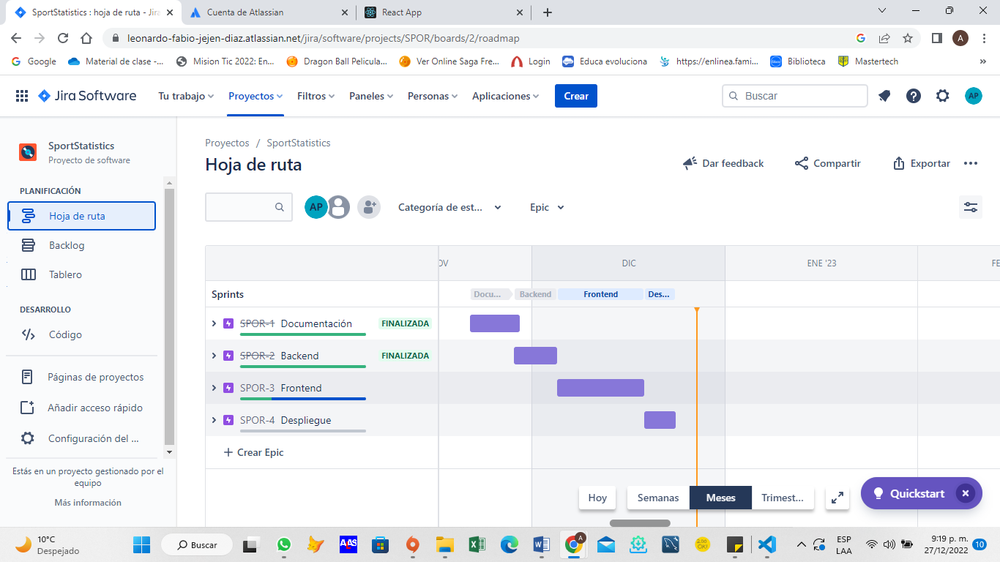 SportStatistics : hoja de ruta - Jira
Cuenta de Atlassian
React App
leonardo-fabio-jejen-diaz.atlassian.net/jira/software/projects/SPOR/boards/2/roadmap
A
Google
Material de clase -...
Mision Tic 2022: En...
Dragon Ball Pelicula...
Ver Online Saga Fre...
Login
Educa evoluciona
https://enlinea.fami...
Biblioteca
Mastertech
»
Jira Software
Tu trabajo
Proyectos
Filtros
Paneles
Personas
Aplicaciones
Crear
Buscar
AP
SportStatistics
Proyecto de software
PLANIFICACIÓN
Hoja de ruta
Backlog
Tablero
DESARROLLO
Código
Páginas de proyectos
Añadir acceso rápido
Configuración del ...
Estás en un proyecto gestionado por el
equipo
Más información
Proyectos / SportStatistics
Hoja de ruta
Dar feedback
Compartir
Exportar
AP
Categoría de est...
Epic
OV
DIC
ENE '23
FE
Sprints
Docu...
Backend
Frontend
Des...
SPOR-1 Documentación FINALIZADA
SPOR-2 Backend FINALIZADA
SPOR-3 Frontend
SPOR-4 Despliegue
+ Crear Epic
Hoy
Semanas
Meses
Trimest...
Quickstart
10°C
Despejado
Buscar
A
ESP
LAA
9:19 p. m.
27/12/2022
10